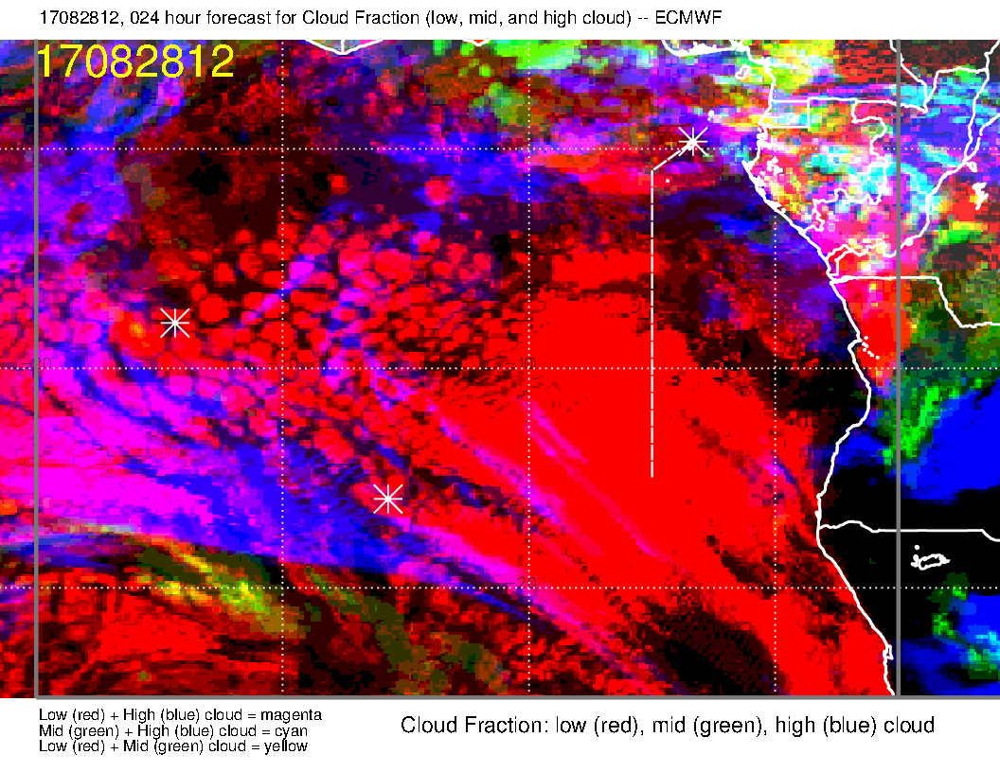 17082812, 024 hour forecast for Cloud Fraction (low, mid, and high cloud) -- ECMWF
17082812
Low (red) + High (blue) cloud = magenta
Mid (green) + High (blue) cloud = cyan
Low (red) + Mid (green) cloud = yellow
Cloud Fraction: low (red), mid (green), high (blue) cloud